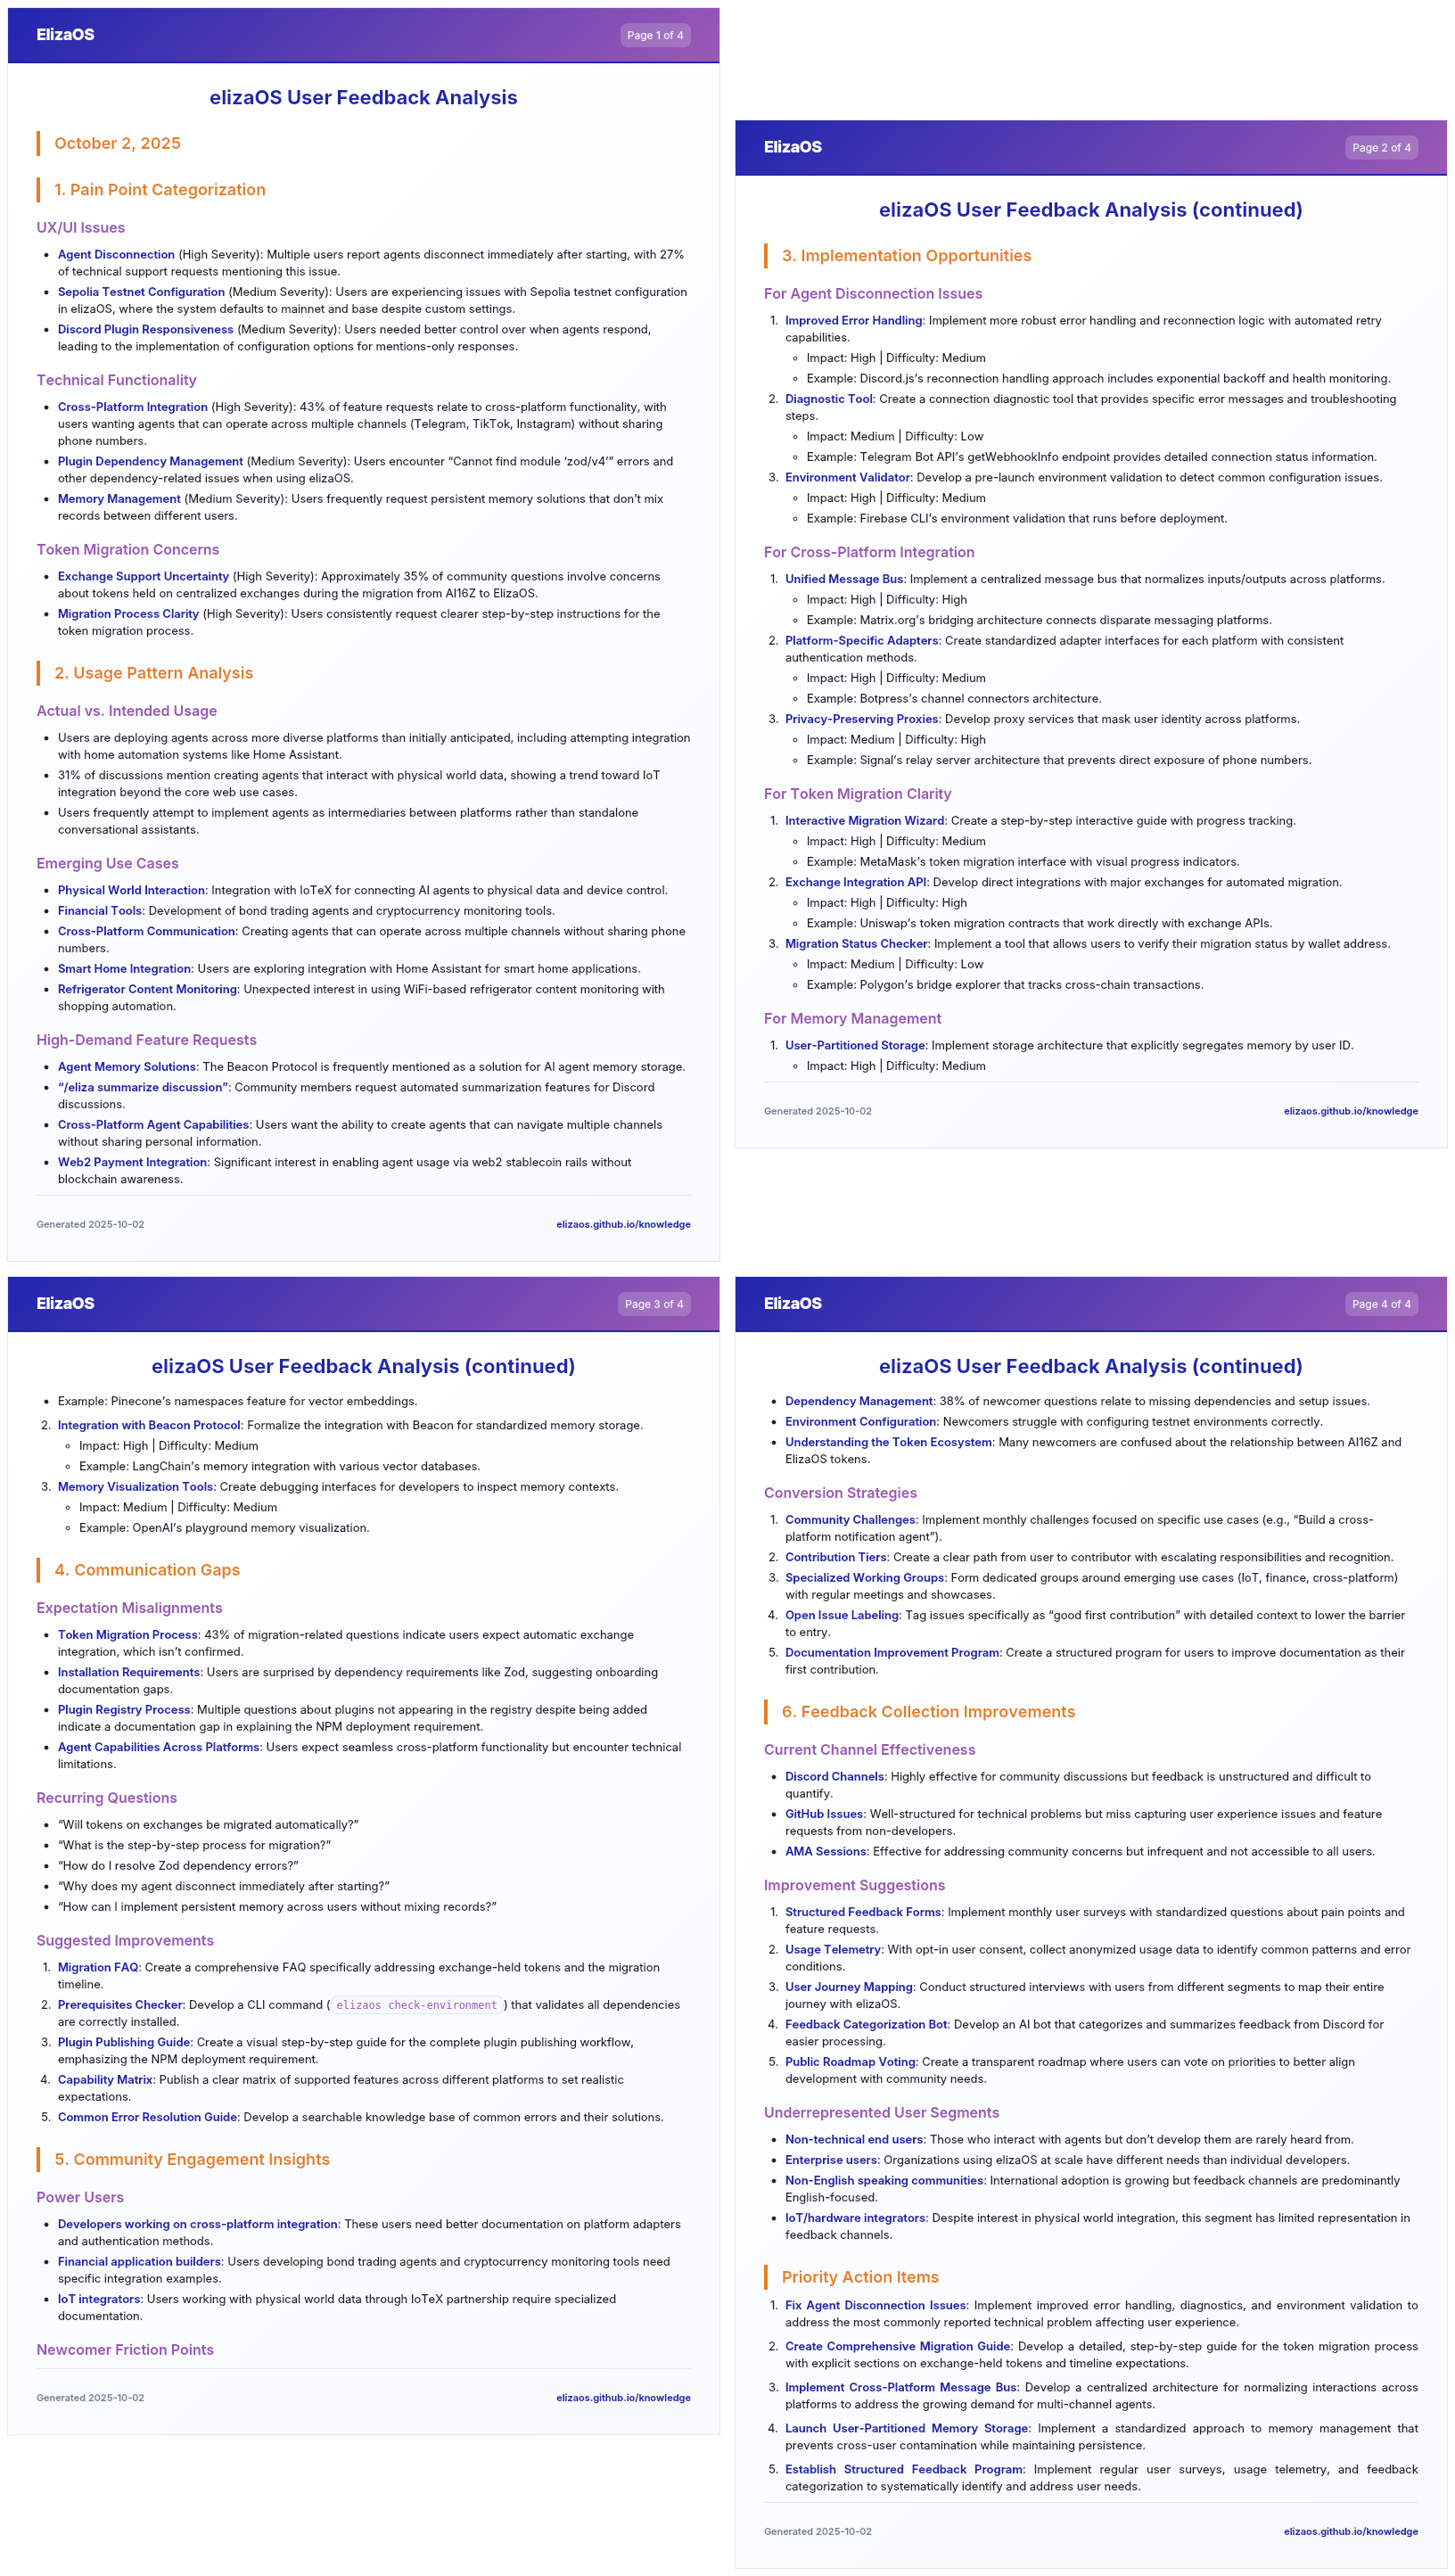 ElizaOS
Page 1 of 4
elizaOS User Feedback Analysis
October 2, 2025
1. Pain Point Categorization
UX/UI Issues
• Agent Disconnection (High Severity): Multiple users report agents disconnect immediately after starting, with 27%
of technical support requests mentioning this issue.
• Sepolia Testnet Configuration (Medium Severity): Users are experiencing issues with Sepolia testnet configuration
in elizaOS, where the system defaults to mainnet and base despite custom settings.
• Discord Plugin Responsiveness (Medium Severity): Users needed better control over when agents respond,
leading to the implementation of configuration options for mentions-only responses.
Technical Functionality
• Cross-Platform Integration (High Severity): 43% of feature requests relate to cross-platform functionality, with
users wanting agents that can operate across multiple channels (Telegram, TikTok, Instagram) without sharing
phone numbers.
• Plugin Dependency Management (Medium Severity): Users encounter “Cannot find module ‘zod/v4’” errors and
other dependency-related issues when using elizaOS.
• Memory Management (Medium Severity): Users frequently request persistent memory solutions that don’t mix
records between different users.
Token Migration Concerns
• Exchange Support Uncertainty (High Severity): Approximately 35% of community questions involve concerns
about tokens held on centralized exchanges during the migration from AI16Z to ElizaOS.
• Migration Process Clarity (High Severity): Users consistently request clearer step-by-step instructions for the
token migration process.
2. Usage Pattern Analysis
Actual vs. Intended Usage
• Users are deploying agents across more diverse platforms than initially anticipated, including attempting integration
with home automation systems like Home Assistant.
• 31% of discussions mention creating agents that interact with physical world data, showing a trend toward IoT
integration beyond the core web use cases.
• Users frequently attempt to implement agents as intermediaries between platforms rather than standalone
conversational assistants.
Emerging Use Cases
• Physical World Interaction: Integration with IoTeX for connecting AI agents to physical data and device control.
• Financial Tools: Development of bond trading agents and cryptocurrency monitoring tools.
• Cross-Platform Communication: Creating agents that can operate across multiple channels without sharing phone
numbers.
• Smart Home Integration: Users are exploring integration with Home Assistant for smart home applications.
• Refrigerator Content Monitoring: Unexpected interest in using WiFi-based refrigerator content monitoring with
shopping automation.
High-Demand Feature Requests
• Agent Memory Solutions: The Beacon Protocol is frequently mentioned as a solution for AI agent memory storage.
• “/eliza summarize discussion”: Community members request automated summarization features for Discord
discussions.
• Cross-Platform Agent Capabilities: Users want the ability to create agents that can navigate multiple channels
without sharing personal information.
• Web2 Payment Integration: Significant interest in enabling agent usage via web2 stablecoin rails without
blockchain awareness.
Generated 2025-10-02
elizaos.github.io/knowledge
ElizaOS
Page 2 of 4
elizaOS User Feedback Analysis (continued)
3. Implementation Opportunities
For Agent Disconnection Issues
1. Improved Error Handling: Implement more robust error handling and reconnection logic with automated retry
capabilities.
◦ Impact: High | Difficulty: Medium
◦ Example: Discord.js’s reconnection handling approach includes exponential backoff and health monitoring.
2. Diagnostic Tool: Create a connection diagnostic tool that provides specific error messages and troubleshooting
steps.
◦ Impact: Medium | Difficulty: Low
◦ Example: Telegram Bot API’s getWebhookInfo endpoint provides detailed connection status information.
3. Environment Validator: Develop a pre-launch environment validation to detect common configuration issues.
◦ Impact: High | Difficulty: Medium
◦ Example: Firebase CLI’s environment validation that runs before deployment.
For Cross-Platform Integration
1. Unified Message Bus: Implement a centralized message bus that normalizes inputs/outputs across platforms.
◦ Impact: High | Difficulty: High
◦ Example: Matrix.org’s bridging architecture connects disparate messaging platforms.
2. Platform-Specific Adapters: Create standardized adapter interfaces for each platform with consistent
authentication methods.
◦ Impact: High | Difficulty: Medium
◦ Example: Botpress’s channel connectors architecture.
3. Privacy-Preserving Proxies: Develop proxy services that mask user identity across platforms.
◦ Impact: Medium | Difficulty: High
◦ Example: Signal’s relay server architecture that prevents direct exposure of phone numbers.
For Token Migration Clarity
1. Interactive Migration Wizard: Create a step-by-step interactive guide with progress tracking.
◦ Impact: High | Difficulty: Medium
◦ Example: MetaMask’s token migration interface with visual progress indicators.
2. Exchange Integration API: Develop direct integrations with major exchanges for automated migration.
◦ Impact: High | Difficulty: High
◦ Example: Uniswap’s token migration contracts that work directly with exchange APIs.
3. Migration Status Checker: Implement a tool that allows users to verify their migration status by wallet address.
◦ Impact: Medium | Difficulty: Low
◦ Example: Polygon’s bridge explorer that tracks cross-chain transactions.
For Memory Management
1. User-Partitioned Storage: Implement storage architecture that explicitly segregates memory by user ID.
◦ Impact: High | Difficulty: Medium
Generated 2025-10-02
elizaos.github.io/knowledge
ElizaOS
Page 3 of 4
elizaOS User Feedback Analysis (continued)
• Example: Pinecone’s namespaces feature for vector embeddings.
2. Integration with Beacon Protocol: Formalize the integration with Beacon for standardized memory storage.
◦ Impact: High | Difficulty: Medium
◦ Example: LangChain’s memory integration with various vector databases.
3. Memory Visualization Tools: Create debugging interfaces for developers to inspect memory contexts.
◦ Impact: Medium | Difficulty: Medium
◦ Example: OpenAI’s playground memory visualization.
4. Communication Gaps
Expectation Misalignments
• Token Migration Process: 43% of migration-related questions indicate users expect automatic exchange
integration, which isn’t confirmed.
• Installation Requirements: Users are surprised by dependency requirements like Zod, suggesting onboarding
documentation gaps.
• Plugin Registry Process: Multiple questions about plugins not appearing in the registry despite being added
indicate a documentation gap in explaining the NPM deployment requirement.
• Agent Capabilities Across Platforms: Users expect seamless cross-platform functionality but encounter technical
limitations.
Recurring Questions
• “Will tokens on exchanges be migrated automatically?”
• “What is the step-by-step process for migration?”
• “How do I resolve Zod dependency errors?”
• “Why does my agent disconnect immediately after starting?”
• “How can I implement persistent memory across users without mixing records?”
Suggested Improvements
1. Migration FAQ: Create a comprehensive FAQ specifically addressing exchange-held tokens and the migration
timeline.
2. Prerequisites Checker: Develop a CLI command (elizaos check-environment) that validates all dependencies
are correctly installed.
3. Plugin Publishing Guide: Create a visual step-by-step guide for the complete plugin publishing workflow,
emphasizing the NPM deployment requirement.
4. Capability Matrix: Publish a clear matrix of supported features across different platforms to set realistic
expectations.
5. Common Error Resolution Guide: Develop a searchable knowledge base of common errors and their solutions.
5. Community Engagement Insights
Power Users
• Developers working on cross-platform integration: These users need better documentation on platform adapters
and authentication methods.
• Financial application builders: Users developing bond trading agents and cryptocurrency monitoring tools need
specific integration examples.
• IoT integrators: Users working with physical world data through IoTeX partnership require specialized
documentation.
Newcomer Friction Points
Generated 2025-10-02
elizaos.github.io/knowledge
ElizaOS
Page 4 of 4
elizaOS User Feedback Analysis (continued)
• Dependency Management: 38% of newcomer questions relate to missing dependencies and setup issues.
• Environment Configuration: Newcomers struggle with configuring testnet environments correctly.
• Understanding the Token Ecosystem: Many newcomers are confused about the relationship between AI16Z and
ElizaOS tokens.
Conversion Strategies
1. Community Challenges: Implement monthly challenges focused on specific use cases (e.g., “Build a cross-
platform notification agent”).
2. Contribution Tiers: Create a clear path from user to contributor with escalating responsibilities and recognition.
3. Specialized Working Groups: Form dedicated groups around emerging use cases (IoT, finance, cross-platform)
with regular meetings and showcases.
4. Open Issue Labeling: Tag issues specifically as “good first contribution” with detailed context to lower the barrier
to entry.
5. Documentation Improvement Program: Create a structured program for users to improve documentation as their
first contribution.
6. Feedback Collection Improvements
Current Channel Effectiveness
• Discord Channels: Highly effective for community discussions but feedback is unstructured and difficult to
quantify.
• GitHub Issues: Well-structured for technical problems but miss capturing user experience issues and feature
requests from non-developers.
• AMA Sessions: Effective for addressing community concerns but infrequent and not accessible to all users.
Improvement Suggestions
1. Structured Feedback Forms: Implement monthly user surveys with standardized questions about pain points and
feature requests.
2. Usage Telemetry: With opt-in user consent, collect anonymized usage data to identify common patterns and error
conditions.
3. User Journey Mapping: Conduct structured interviews with users from different segments to map their entire
journey with elizaOS.
4. Feedback Categorization Bot: Develop an AI bot that categorizes and summarizes feedback from Discord for
easier processing.
5. Public Roadmap Voting: Create a transparent roadmap where users can vote on priorities to better align
development with community needs.
Underrepresented User Segments
• Non-technical end users: Those who interact with agents but don’t develop them are rarely heard from.
• Enterprise users: Organizations using elizaOS at scale have different needs than individual developers.
• Non-English speaking communities: International adoption is growing but feedback channels are predominantly
English-focused.
• IoT/hardware integrators: Despite interest in physical world integration, this segment has limited representation in
feedback channels.
Priority Action Items
1. Fix Agent Disconnection Issues: Implement improved error handling, diagnostics, and environment validation to
address the most commonly reported technical problem affecting user experience.
2. Create Comprehensive Migration Guide: Develop a detailed, step-by-step guide for the token migration process
with explicit sections on exchange-held tokens and timeline expectations.
3. Implement Cross-Platform Message Bus: Develop a centralized architecture for normalizing interactions across
platforms to address the growing demand for multi-channel agents.
4. Launch User-Partitioned Memory Storage: Implement a standardized approach to memory management that
prevents cross-user contamination while maintaining persistence.
5. Establish Structured Feedback Program: Implement regular user surveys, usage telemetry, and feedback
categorization to systematically identify and address user needs.
Generated 2025-10-02
elizaos.github.io/knowledge